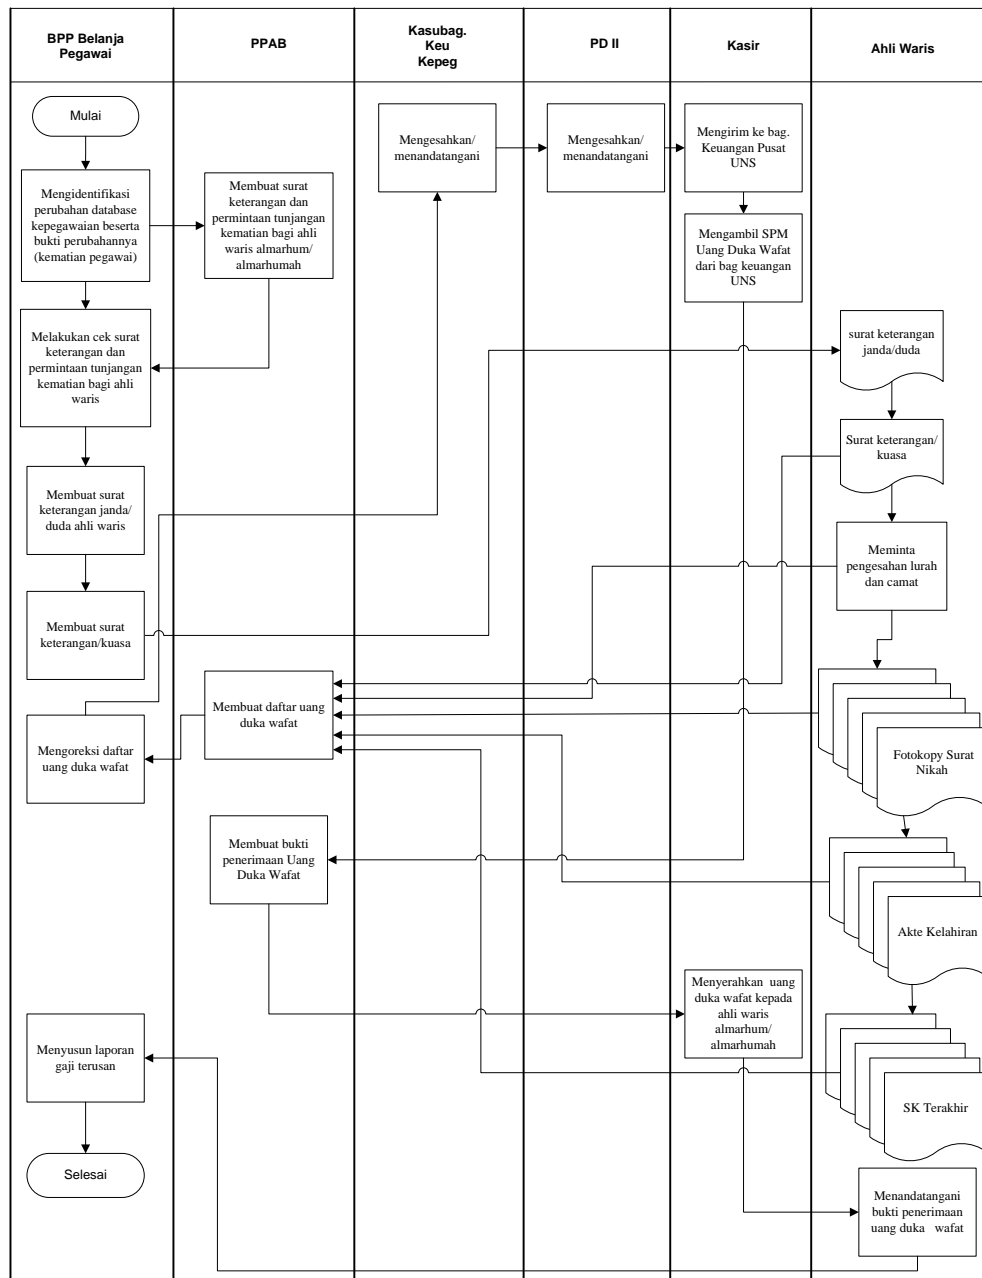 BPP Belanja
Pegawai
PPAB
Kasubag.
Keu
Kepeg
PD II
Kasir
Ahli Waris
Mulai
Mengidentifikasi
perubahan database
kepegawaian beserta
bukti perubahannya
(kematian pegawai)
Membuat surat
keterangan dan
permintaan tunjangan
kematian bagi ahli
waris almarhum/
almarhumah
Mengesahkan/
menandatangani
Mengesahkan/
menandatangani
Mengirim ke bag.
Keuangan Pusat
UNS
Mengambil SPM
Uang Duka Wafat
dari bag keuangan
UNS
Melakukan cek surat
keterangan dan
permintaan tunjangan
kematian bagi ahli
waris
surat keterangan
janda/duda
Surat keterangan/
kuasa
Membuat surat
keterangan janda/
duda ahli waris
Meminta
pengesahan lurah
dan camat
Membuat surat
keterangan/kuasa
Membuat daftar uang
duka wafat
Mengoreksi daftar
uang duka wafat
Fotokopy Surat
Nikah
Membuat bukti
penerimaan Uang
Duka Wafat
Akte Kelahiran
Menyerahkan uang
duka wafat kepada
ahli waris
almarhum/
almarhumah
Menyusun laporan
gaji terusan
SK Terakhir
Selesai
Menandatangani
bukti penerimaan
uang duka wafat